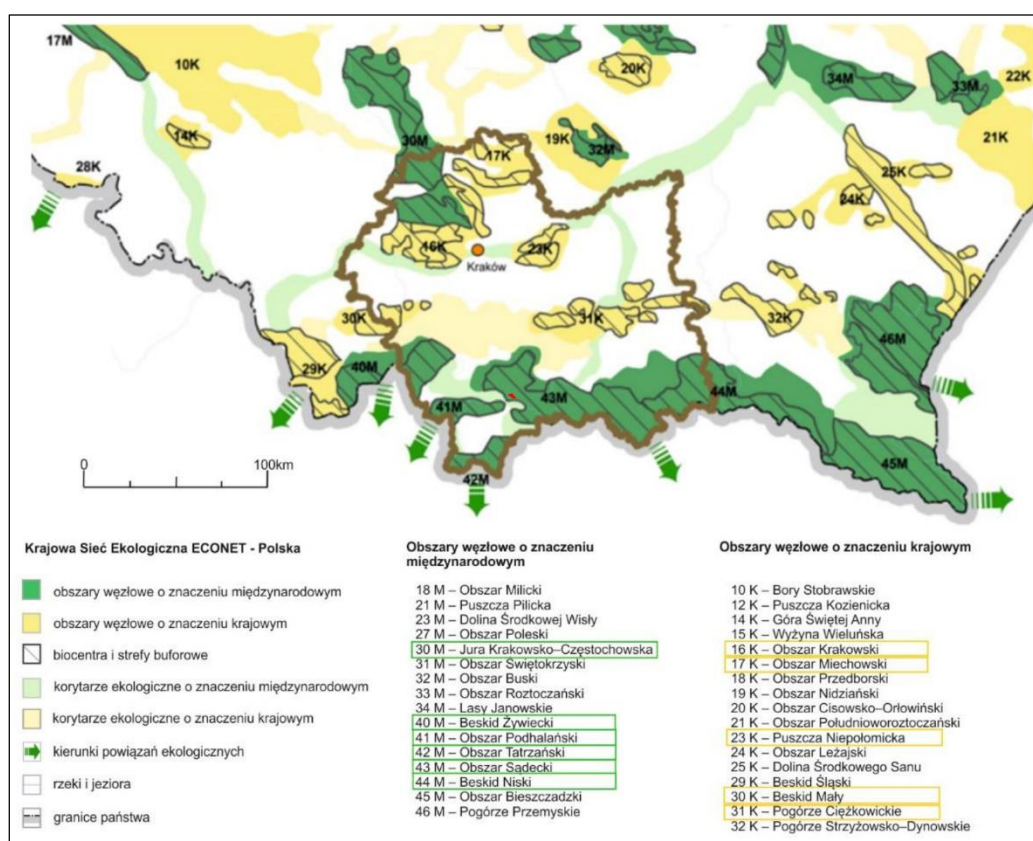 17M
10K
20K
34M
33M
22K
14K
30M
17K
19K
32M
21K
28K
25K
24K
16K
23K
Kraków
30K
31K
32K
46M
29K
40M
41M
43M
44M
42M
45M
0 100km
Krajowa Sieć Ekologiczna ECONET - Polska
obszary węzłowe o znaczeniu międzynarodowym
obszary węzłowe o znaczeniu krajowym
biocentra i strefy buforowe
korytarze ekologiczne o znaczeniu międzynarodowym
korytarze ekologiczne o znaczeniu krajowym
kierunki powiązań ekologicznych
rzeki i jeziora
granice państwa
Obszary węzłowe o znaczeniu
międzynarodowym
18 M – Obszar Milicki
21 M – Puszcza Pilicka
23 M – Dolina Środkowej Wisły
27 M – Obszar Poleski
30 M – Jura Krakowsko–Częstochowska
31 M – Obszar Świętokrzyski
32 M – Obszar Buski
33 M – Obszar Roztoczański
34 M – Lasy Janowskie
40 M – Beskid Żywiecki
41 M – Obszar Podhalański
42 M – Obszar Tatrzański
43 M – Obszar Sądecki
44 M – Beskid Niski
45 M – Obszar Bieszczadzki
46 M – Pogórze Przemyskie
Obszary węzłowe o znaczeniu krajowym
10 K – Bory Stobrawskie
12 K – Puszcza Kozienicka
14 K – Góra Świętej Anny
15 K – Wyżyna Wieluńska
16 K – Obszar Krakowski
17 K – Obszar Miechowski
18 K – Obszar Przedborski
19 K – Obszar Nidziański
20 K – Obszar Cisowsko–Orłowiński
21 K – Obszar Południoworoztoczański
23 K – Puszcza Niepołomicka
24 K – Obszar Leżajski
25 K – Dolina Środkowego Sanu
29 K – Beskid Śląski
30 K – Beskid Mały
31 K – Pogórze Ciężkowickie
32 K – Pogórze Strzyżowsko–Dynowskie